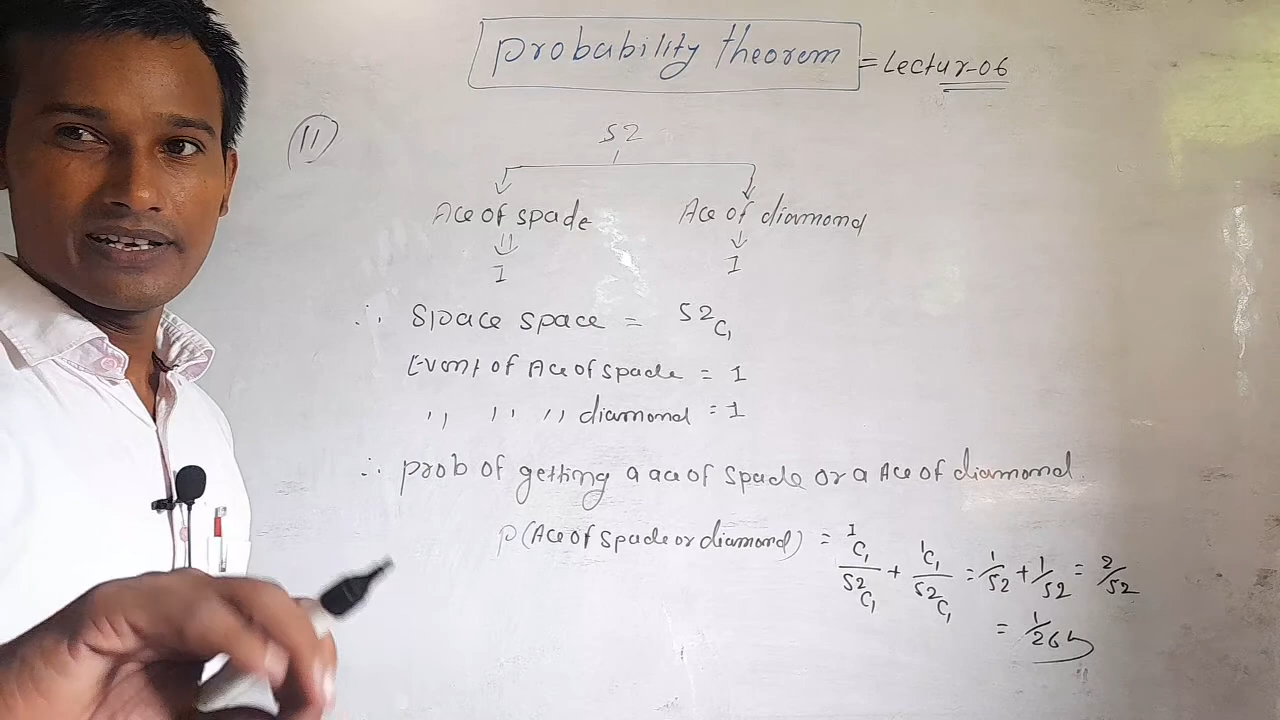 probability theorem = Lectur-06
11
52
Ace of spade Ace of diamond
1 1
∴ Space space = 52C1
Event of Ace of spade = 1
,, ,, ,, diamond = 1
∴ prob of getting a ace of spade or a Ace of diamond.
p(Ace of spade or diamond) = 1C1/52C1 + 1C1/52C1 = 1/52 + 1/52 = 2/52
= 1/26